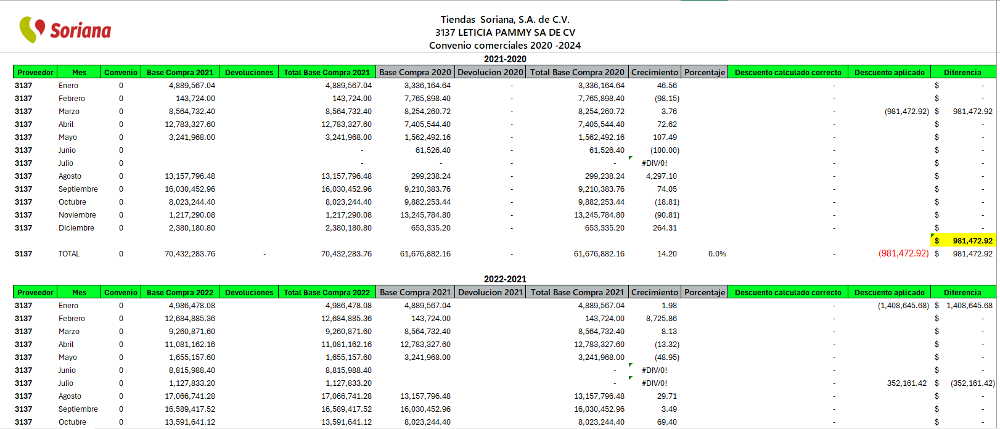 Soriana
Tiendas Soriana, S.A. de C.V.
3137 LETICIA PAMMY SA DE CV
Convenio comerciales 2020 -2024
2021-2020
Proveedor Mes Convenio Base Compra 2021 Devoluciones Total Base Compra 2021 Base Compra 2020 Devolucion 2020 Total Base Compra 2020 Crecimiento Porcentaje Descuento calculado correcto Descuento aplicado Diferencia
3137 Enero 0 4,889,567.04 4,889,567.04 3,336,164.64 - 3,336,164.64 46.56 - $ -
3137 Febrero 0 143,724.00 143,724.00 7,765,898.40 - 7,765,898.40 (98.15) - $ -
3137 Marzo 0 8,564,732.40 8,564,732.40 8,254,260.72 - 8,254,260.72 3.76 - (981,472.92) $ 981,472.92
3137 Abril 0 12,783,327.60 12,783,327.60 7,405,544.40 - 7,405,544.40 72.62 - $ -
3137 Mayo 0 3,241,968.00 3,241,968.00 1,562,492.16 - 1,562,492.16 107.49 - $ -
3137 Junio 0 - 61,526.40 - 61,526.40 (100.00) - $ -
3137 Julio 0 - - - - #DIV/0! - $ -
3137 Agosto 0 13,157,796.48 13,157,796.48 299,238.24 - 299,238.24 4,297.10 - $ -
3137 Septiembre 0 16,030,452.96 16,030,452.96 9,210,383.76 - 9,210,383.76 74.05 - $ -
3137 Octubre 0 8,023,244.40 8,023,244.40 9,882,253.44 - 9,882,253.44 (18.81) - $ -
3137 Noviembre 0 1,217,290.08 1,217,290.08 13,245,784.80 - 13,245,784.80 (90.81) - $ -
3137 Diciembre 0 2,380,180.80 2,380,180.80 653,335.20 - 653,335.20 264.31 - $ -
$ 981,472.92
3137 TOTAL 0 70,432,283.76 - 70,432,283.76 61,676,882.16 - 61,676,882.16 14.20 0.0% - (981,472.92) $ 981,472.92
2022-2021
Proveedor Mes Convenio Base Compra 2022 Devoluciones Total Base Compra 2022 Base Compra 2021 Devolucion 2021 Total Base Compra 2021 Crecimiento Porcentaje Descuento calculado correcto Descuento aplicado Diferencia
3137 Enero 0 4,986,478.08 4,986,478.08 4,889,567.04 4,889,567.04 1.98 - (1,408,645.68) $ 1,408,645.68
3137 Febrero 0 12,684,885.36 12,684,885.36 143,724.00 143,724.00 8,725.86 - $ -
3137 Marzo 0 9,260,871.60 9,260,871.60 8,564,732.40 8,564,732.40 8.13 - $ -
3137 Abril 0 11,081,162.16 11,081,162.16 12,783,327.60 12,783,327.60 (13.32) - $ -
3137 Mayo 0 1,655,157.60 1,655,157.60 3,241,968.00 3,241,968.00 (48.95) - $ -
3137 Junio 0 8,815,988.40 8,815,988.40 - #DIV/0! - $ -
3137 Julio 0 1,127,833.20 1,127,833.20 - #DIV/0! - 352,161.42 $ (352,161.42)
3137 Agosto 0 17,066,741.28 17,066,741.28 13,157,796.48 13,157,796.48 29.71 - $ -
3137 Septiembre 0 16,589,417.52 16,589,417.52 16,030,452.96 16,030,452.96 3.49 - $ -
3137 Octubre 0 13,591,641.12 13,591,641.12 8,023,244.40 8,023,244.40 69.40 - $ -